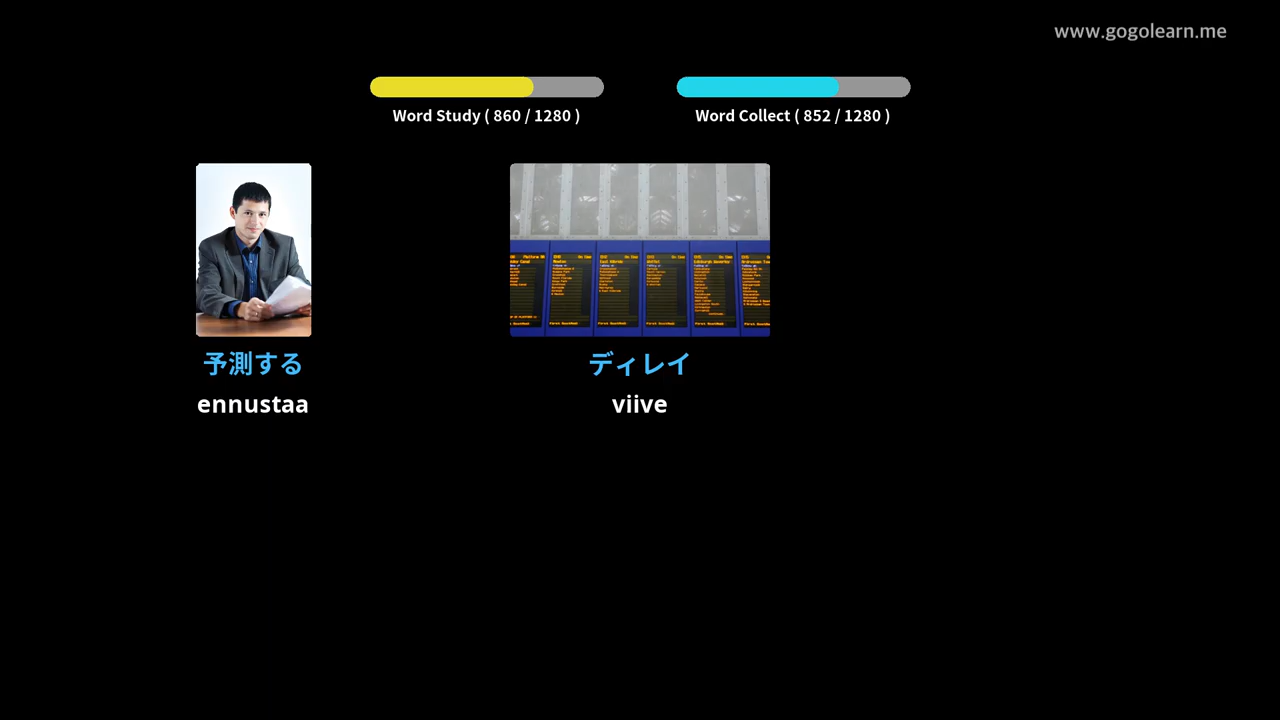 www.gogolearn.me
Word Study ( 860 / 1280 )
Word Collect ( 852 / 1280 )
予測する
ディレイ
ennustaa
viive